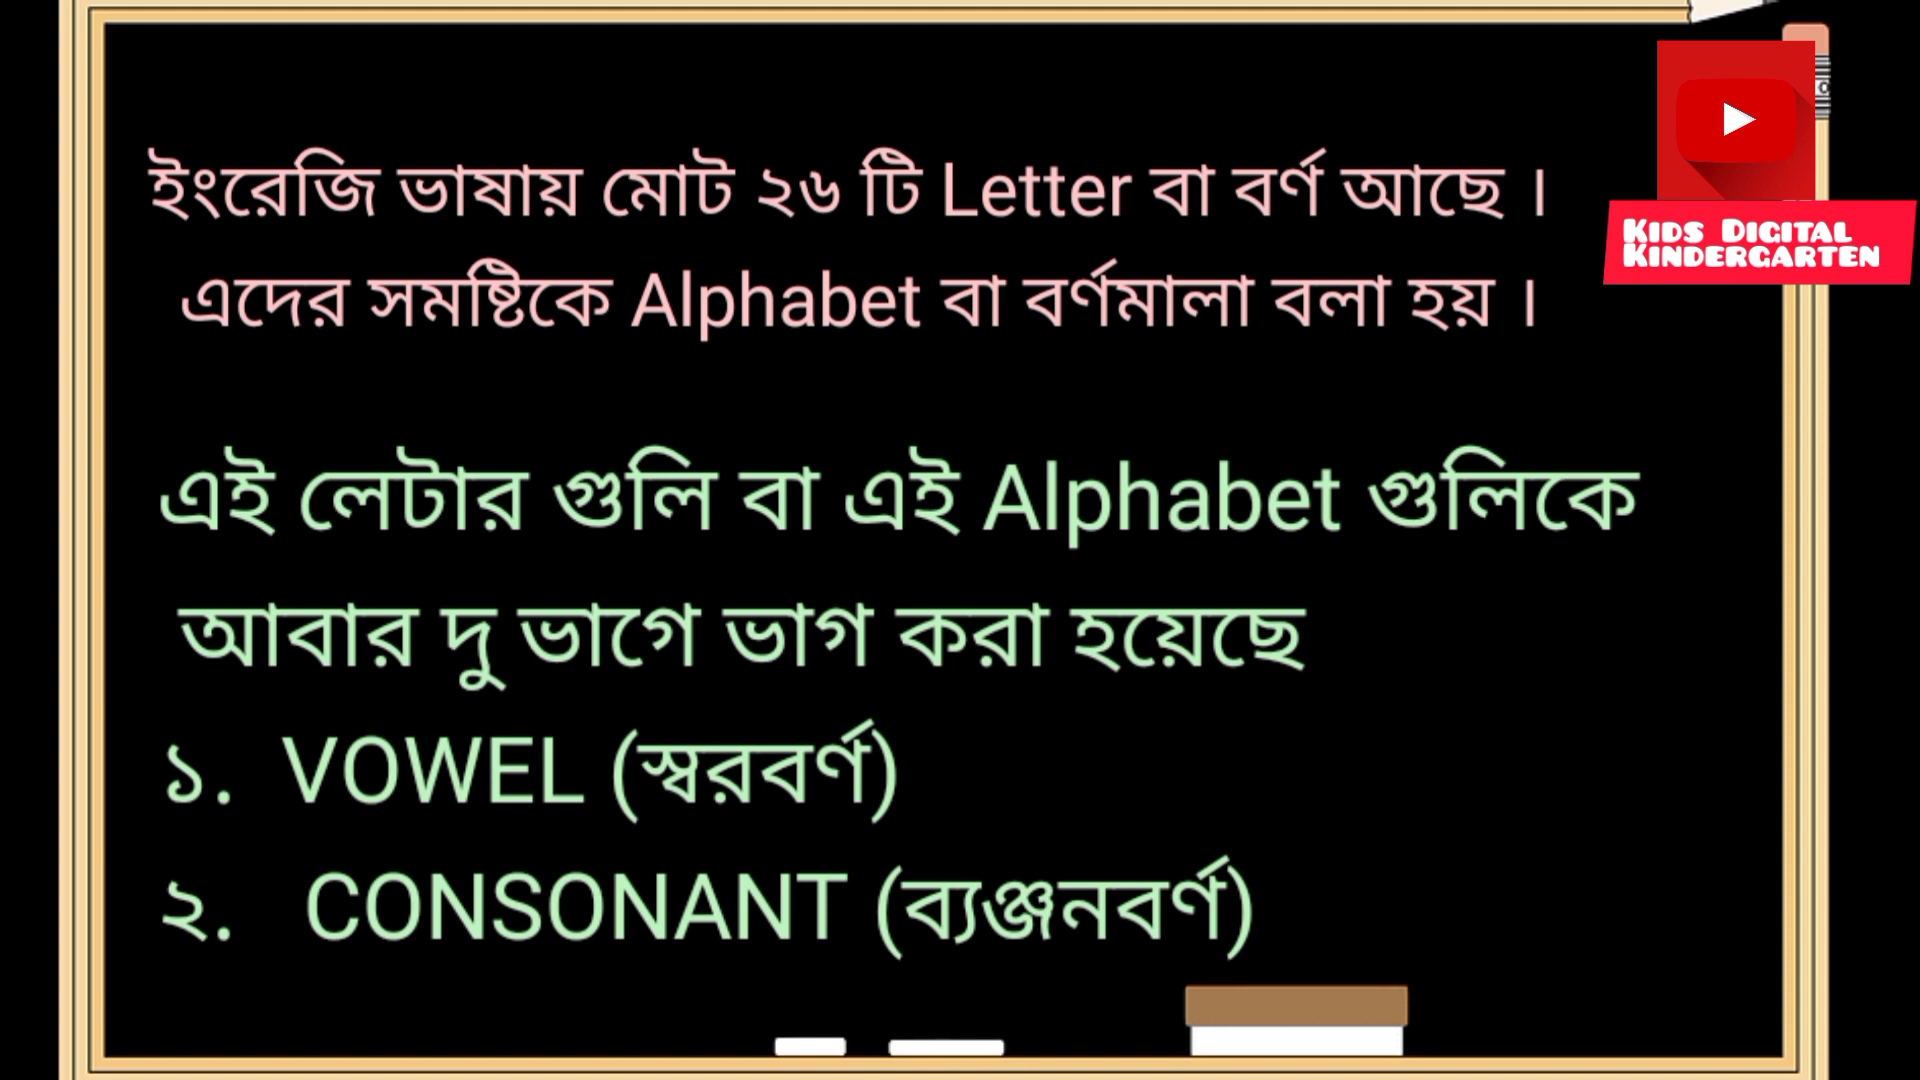 ইংরেজি ভাষায় মোট ২৬ টি Letter বা বর্ণ আছে ।
এদের সমষ্টিকে Alphabet বা বর্ণমালা বলা হয় ।
এই লেটার গুলি বা এই Alphabet গুলিকে
আবার দু ভাগে ভাগ করা হয়েছে
১. VOWEL (স্বরবর্ণ)
২. CONSONANT (ব্যঞ্জনবর্ণ)
KIDS DIGITAL
KINDERGARTEN